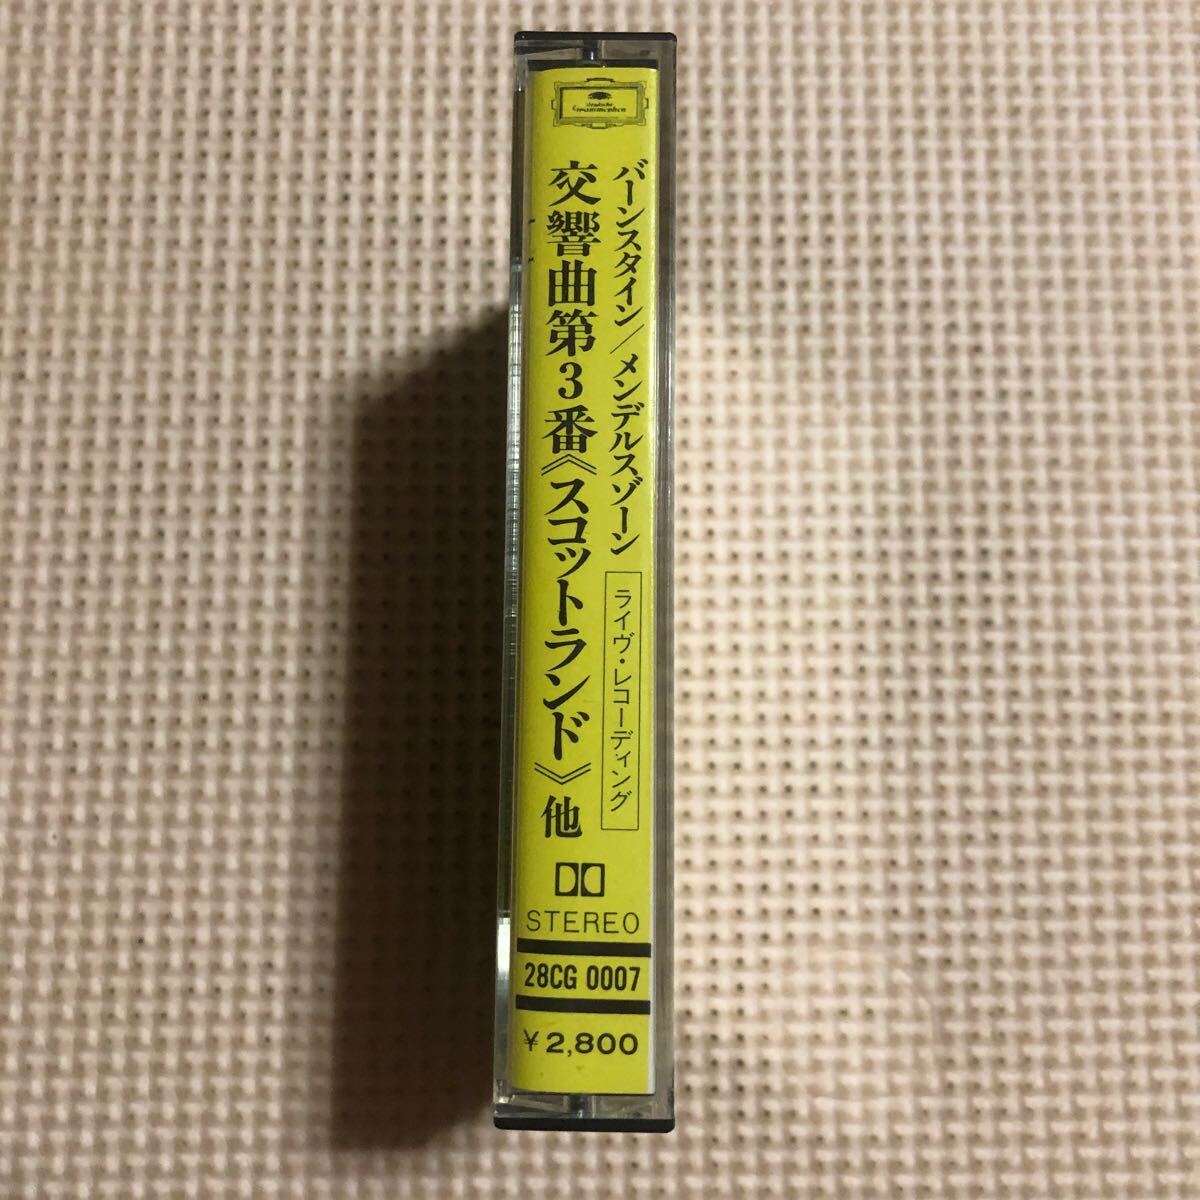 Deutsche
Grammophon
バーンスタイン／メンデルスゾーン
ライヴ・レコーディング
交響曲第3番《スコットランド》他
STEREO
28CG 0007
¥2,800